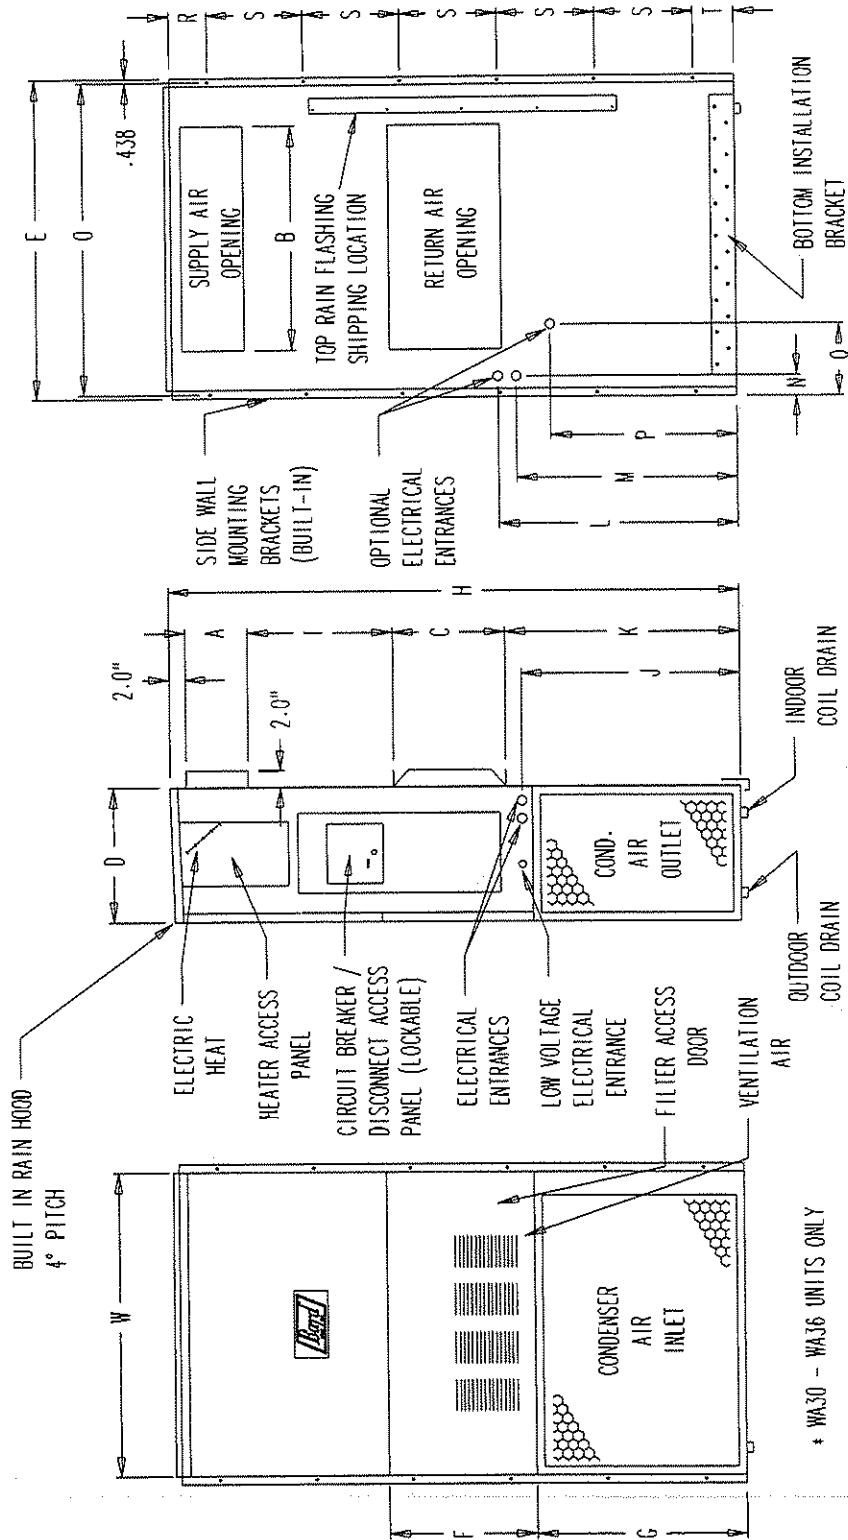 BUILT IN RAIN HOOD
4° PITCH
W
F
G
Bard
CONDENSER
AIR
INLET
* WA30 - WA36 UNITS ONLY
ELECTRIC
HEAT
HEATER ACCESS
PANEL
CIRCUIT BREAKER /
DISCONNECT ACCESS
PANEL (LOCKABLE)
ELECTRICAL
ENTRANCES
LOW VOLTAGE
ELECTRICAL
ENTRANCE
FILTER ACCESS
DOOR
VENTILATION
AIR
D
2.0"
A
2.0"
I
C
H
K
J
COND.
AIR
OUTLET
OUTDOOR
COIL DRAIN
INDOOR
COIL DRAIN
SIDE WALL
MOUNTING
BRACKETS
(BUILT-IN)
OPTIONAL
ELECTRICAL
ENTRANCES
E
O
.438
SUPPLY AIR
OPENING
B
TOP RAIN FLASHING
SHIPPING LOCATION
RETURN AIR
OPENING
R
S
S
S
S
S
T
L
M
P
N
Q
BOTTOM INSTALLATION
BRACKET